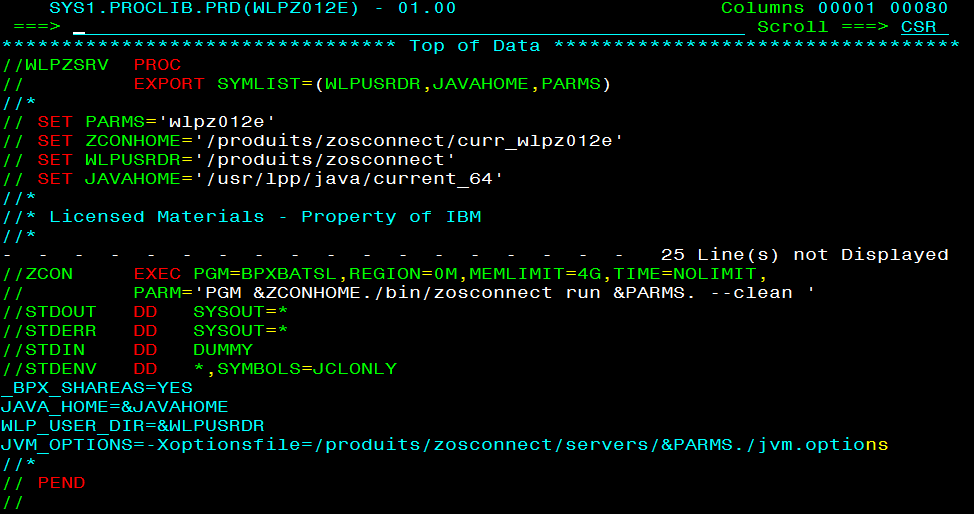 SYS1.PROCLIB.PRD(WLPZ012E) - 01.00                      Columns 00001 00080
===>                                                       Scroll ===> CSR
********************************* Top of Data **********************************
//WLPZSRV  PROC
//         EXPORT SYMLIST=(WLPUSRDR,JAVAHOME,PARMS)
//*
// SET PARMS='wlpz012e'
// SET ZCONHOME='/produits/zosconnect/curr_wlpz012e'
// SET WLPUSRDR='/produits/zosconnect'
// SET JAVAHOME='/usr/lpp/java/current_64'
//*
//* Licensed Materials - Property of IBM
//*
-  -  -  -  -  -  -  -  -  -  -  -  -  -  -  -  -  -  25 Line(s) not Displayed
//ZCON     EXEC PGM=BPXBATSL,REGION=0M,MEMLIMIT=4G,TIME=NOLIMIT,
//         PARM='PGM &ZCONHOME./bin/zosconnect run &PARMS. --clean '
//STDOUT   DD   SYSOUT=*
//STDERR   DD   SYSOUT=*
//STDIN    DD   DUMMY
//STDENV   DD   *,SYMBOLS=JCLONLY
_BPX_SHAREAS=YES
JAVA_HOME=&JAVAHOME
WLP_USER_DIR=&WLPUSRDR
JVM_OPTIONS=-Xoptionsfile=/produits/zosconnect/servers/&PARMS./jvm.options
//*
// PEND
//